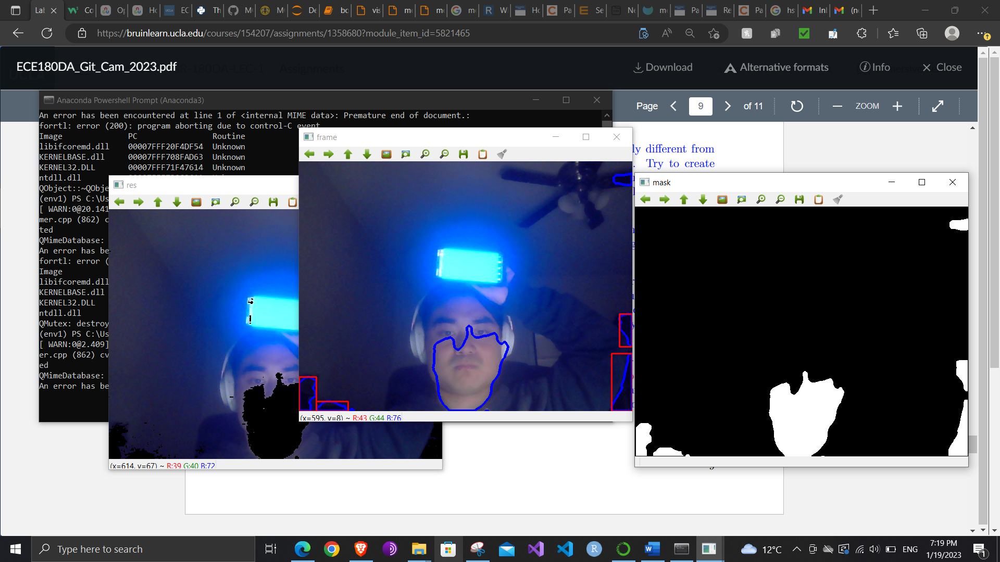 Lab
Co
Op
Ho
EC
Th
M
De
bo
vis
m
m
m
W
Ho
Pa
Se
Ne
m
Pa
Re
Pa
hs
In
(n
https://bruinlearn.ucla.edu/courses/154207/assignments/1358680?module_item_id=5821465
ECE180DA_Git_Cam_2023.pdf
Download
Alternative formats
Info
Close
Anaconda Powershell Prompt (Anaconda3)
Page 9 of 11
ZOOM
An error has been encountered at line 1 of <internal MIME data>: Premature end of document.:
forrtl: error (200): program aborting due to control-C event
Image PC Routine
libifcoremd.dll 00007FFF20F4DF54 Unknown
KERNELBASE.dll 00007FFF708FAD63 Unknown
KERNEL32.DLL 00007FFF71F47614 Unknown
ntdll.dll
QObject::~QObje
(env1) PS C:\Us
[ WARN:0@20.141
mer.cpp (862) c
ted
QMimeDatabase:
An error has be
forrtl: error (
Image
libifcoremd.dll
KERNELBASE.dll
KERNEL32.DLL
ntdll.dll
QMutex: destroy
(env1) PS C:\Us
[ WARN:0@2.409]
er.cpp (862) cv
ed
QMimeDatabase:
An error has be
res
(x=614, y=67) ~ R:39 G:40 B:72
frame
(x=595, y=8) ~ R:43 G:44 B:76
ly different from
. Try to create
mask
Type here to search
12°C
ENG
7:19 PM
1/19/2023
1